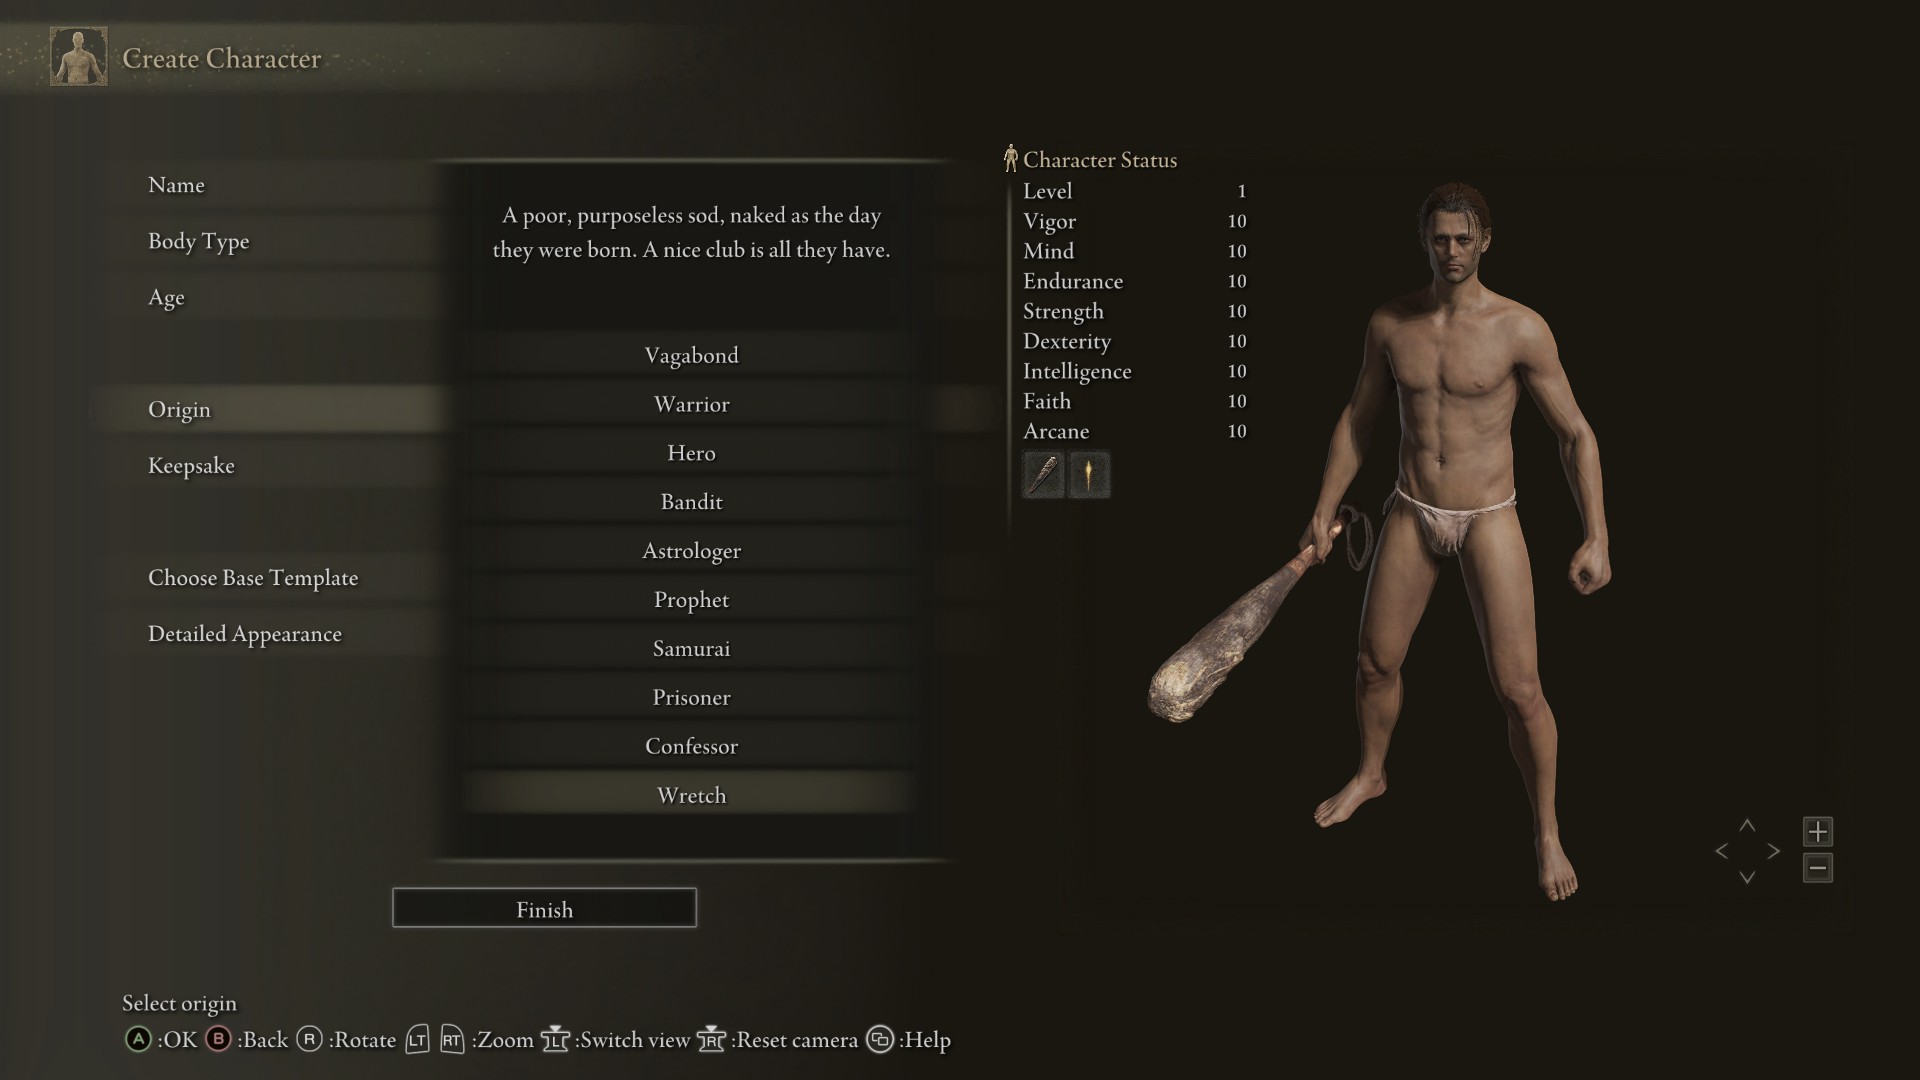 Create Character
Name
Body Type
Age
Origin
Keepsake
Choose Base Template
Detailed Appearance
A poor, purposeless sod, naked as the day
they were born. A nice club is all they have.
Vagabond
Warrior
Hero
Bandit
Astrologer
Prophet
Samurai
Prisoner
Confessor
Wretch
Finish
Character Status
Level 1
Vigor 10
Mind 10
Endurance 10
Strength 10
Dexterity 10
Intelligence 10
Faith 10
Arcane 10
Select origin
A :OK B :Back R :Rotate LT RT :Zoom L :Switch view R :Reset camera :Help